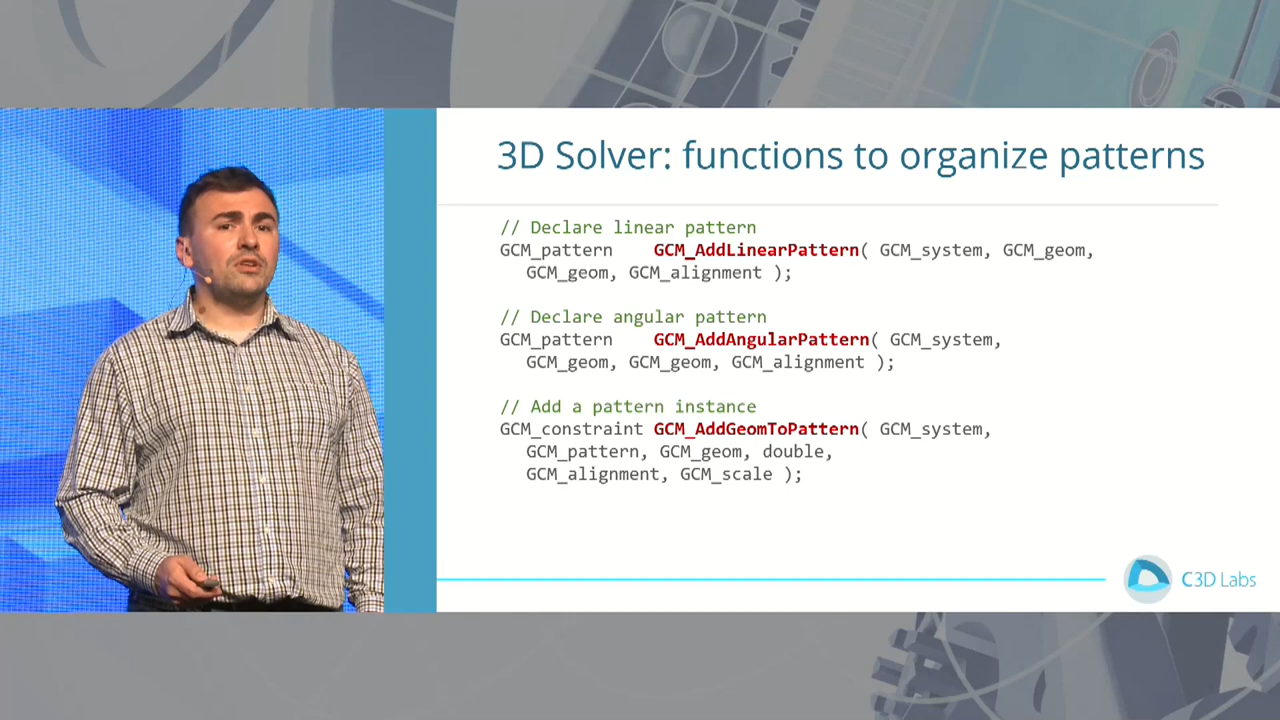 3D Solver: functions to organize patterns
// Declare linear pattern
GCM_pattern GCM_AddLinearPattern( GCM_system, GCM_geom,
GCM_geom, GCM_alignment );
// Declare angular pattern
GCM_pattern GCM_AddAngularPattern( GCM_system,
GCM_geom, GCM_geom, GCM_alignment );
// Add a pattern instance
GCM_constraint GCM_AddGeomToPattern( GCM_system,
GCM_pattern, GCM_geom, double,
GCM_alignment, GCM_scale );
C3D Labs